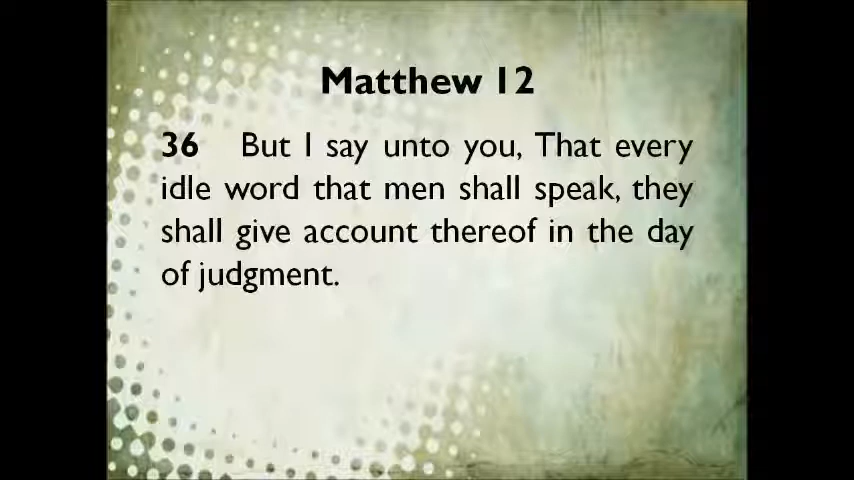 Matthew 12
36 But I say unto you, That every
idle word that men shall speak, they
shall give account thereof in the day
of judgment.